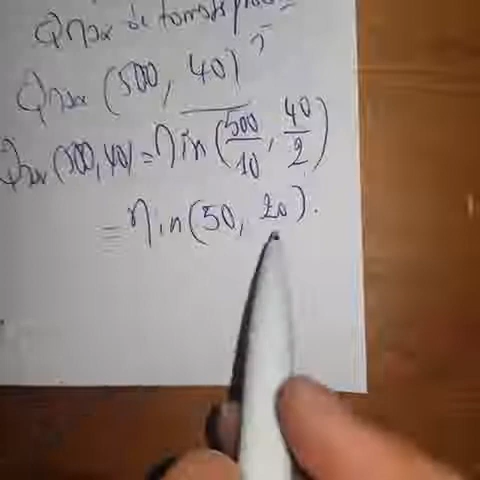 Qmax de tomates
Qmax (500, 40)?
Qmax (500, 40) = Min (500/10, 40/2)
= Min (50, 20).